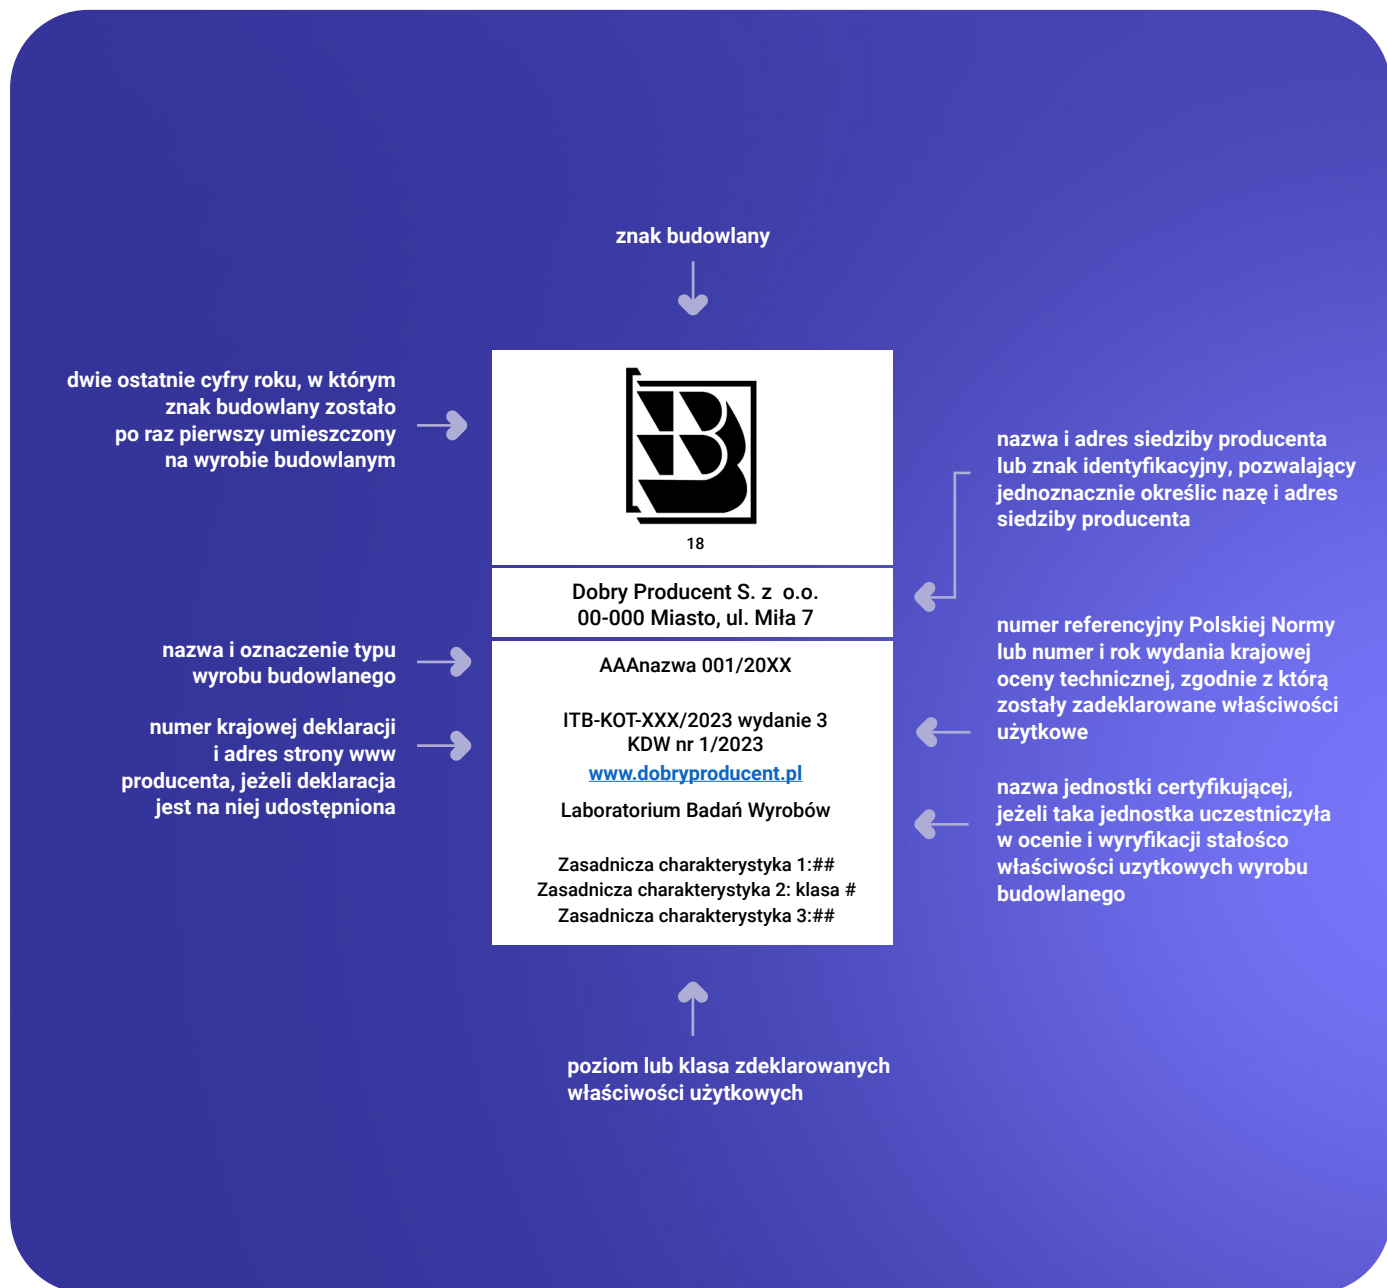 znak budowlany
dwie ostatnie cyfry roku, w którym
znak budowlany zostało
po raz pierwszy umieszczony
na wyrobie budowlanym
18
nazwa i adres siedziby producenta
lub znak identyfikacyjny, pozwalający
jednoznacznie określic nazę i adres
siedziby producenta
Dobry Producent S. z o.o.
00-000 Miasto, ul. Miła 7
nazwa i oznaczenie typu
wyrobu budowlanego
AAAnazwa 001/20XX
numer referencyjny Polskiej Normy
lub numer i rok wydania krajowej
oceny technicznej, zgodnie z którą
zostały zadeklarowane właściwości
użytkowe
numer krajowej deklaracji
i adres strony www
producenta, jeżeli deklaracja
jest na niej udostępniona
ITB-KOT-XXX/2023 wydanie 3
KDW nr 1/2023
www.dobryproducent.pl
Laboratorium Badań Wyrobów
nazwa jednostki certyfikującej,
jeżeli taka jednostka uczestniczyła
w ocenie i wyryfikacji stałośco
właściwości uzytkowych wyrobu
budowlanego
Zasadnicza charakterystyka 1:##
Zasadnicza charakterystyka 2: klasa #
Zasadnicza charakterystyka 3:##
poziom lub klasa zdeklarowanych
właściwości użytkowych